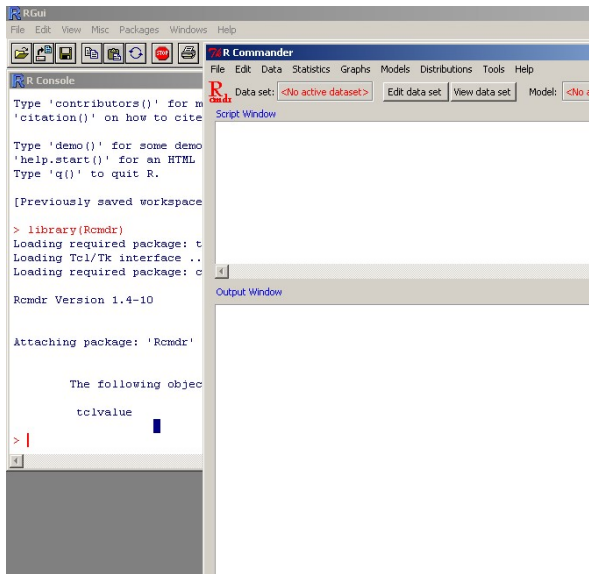 RGui
File Edit View Misc Packages Windows Help
STOP
R Console
Type 'contributors()' for m
'citation()' on how to cite
Type 'demo()' for some demo
'help.start()' for an HTML
Type 'q()' to quit R.
[Previously saved workspace
> library(Rcmdr)
Loading required package: t
Loading Tcl/Tk interface ..
Loading required package: c
Rcmdr Version 1.4-10
Attaching package: 'Rcmdr'
The following objec
tclvalue
>
R Commander
File Edit Data Statistics Graphs Models Distributions Tools Help
R cmdr Data set: <No active dataset> Edit data set View data set Model: <No a
Script Window
Output Window